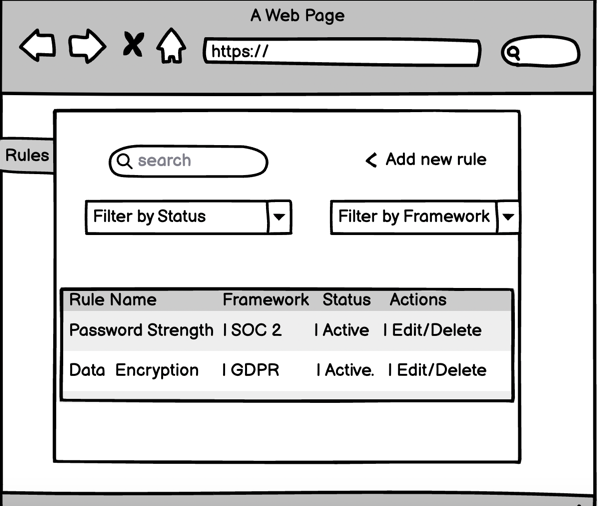 A Web Page
https://
Rules
search
< Add new rule
Filter by Status
Filter by Framework
Rule Name Framework Status Actions
Password Strength | SOC 2 | Active | Edit/Delete
Data Encryption | GDPR | Active. | Edit/Delete